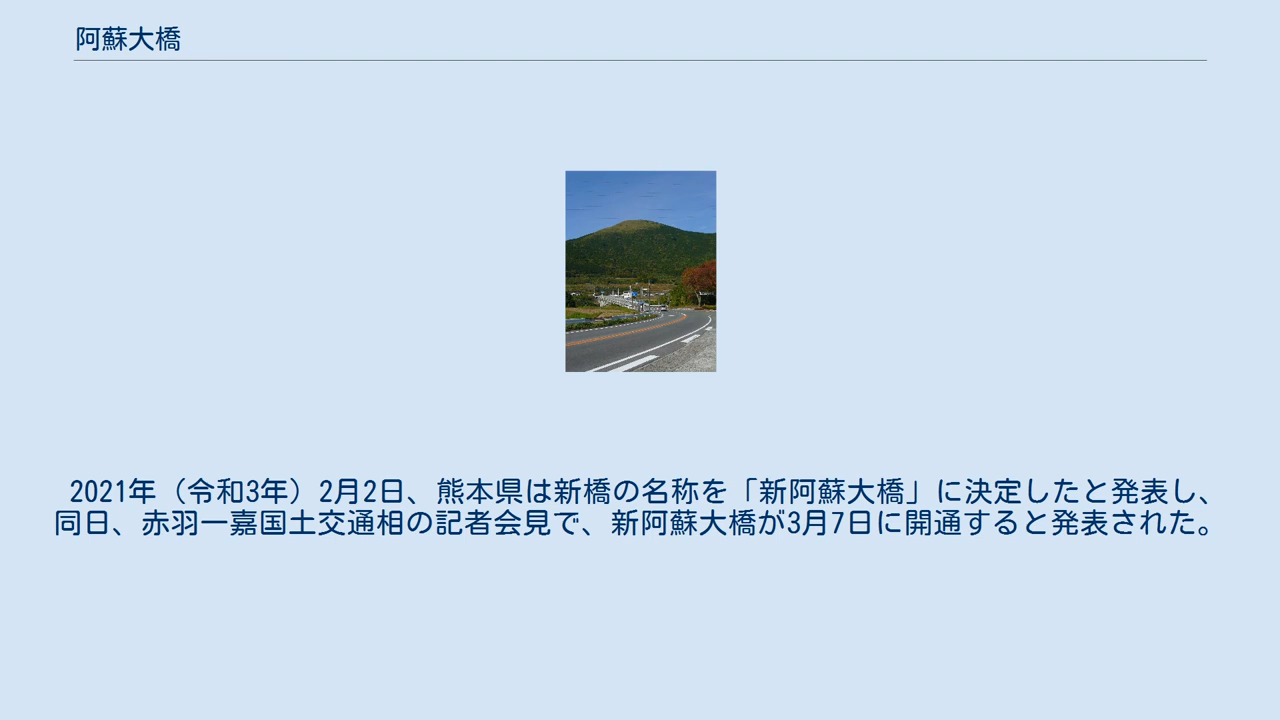 阿蘇大橋
2021年（令和3年）2月2日、熊本県は新橋の名称を「新阿蘇大橋」に決定したと発表し、
同日、赤羽一嘉国土交通相の記者会見で、新阿蘇大橋が3月7日に開通すると発表された。